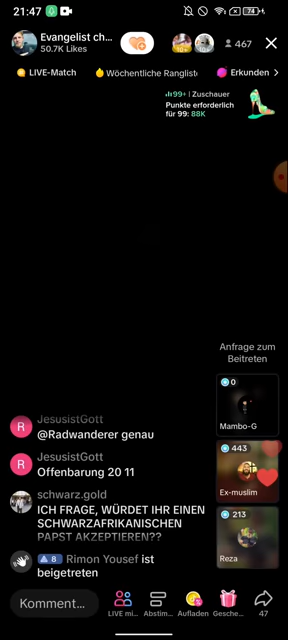 21:47
74
Evangelist ch...
50.7K Likes
467
LIVE-Match
Wöchentliche Rangliste
Erkunden
99+ | Zuschauer
Punkte erforderlich
für 99: 88K
Anfrage zum
Beitreten
0
Mambo-G
JesusistGott
@Radwanderer genau
R
JesusistGott
Offenbarung 20 11
R
443
Ex-muslim
schwarz.gold
ICH FRAGE, WÜRDET IHR EINEN
SCHWARZAFRIKANISCHEN
PAPST AKZEPTIEREN??
213
Reza
8 Rimon Yousef ist
beigetreten
Komment...
LIVE mi...
Abstim...
Aufladen
Gesche...
47